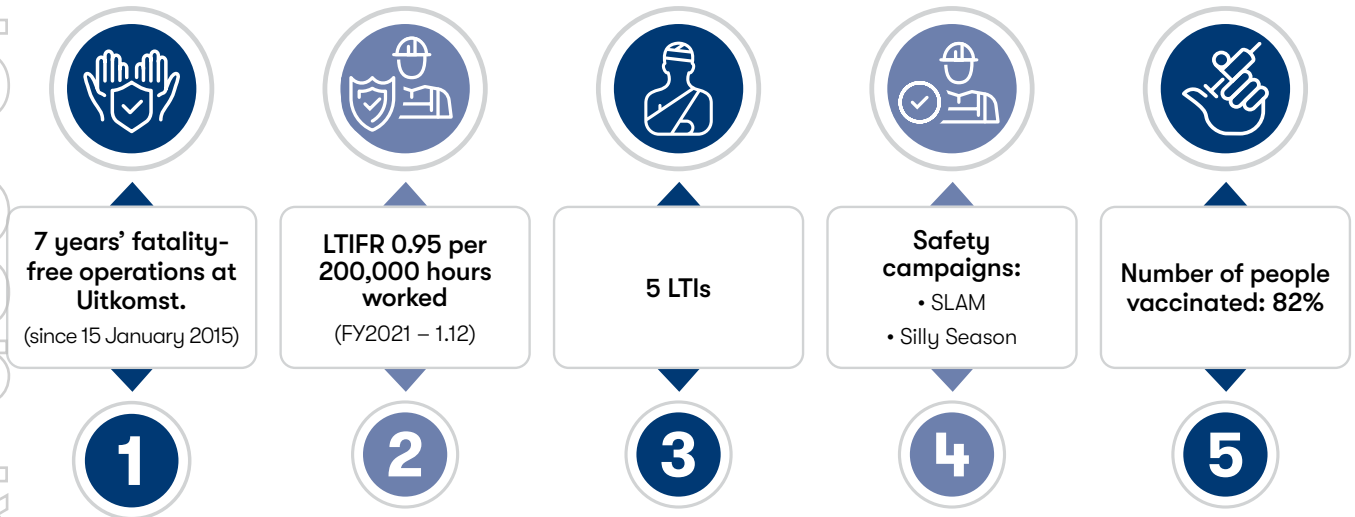 7 years’ fatality-
free operations at
Uitkomst.
(since 15 January 2015)
1
LTIFR 0.95 per
200,000 hours
worked
(FY2021 – 1.12)
2
5 LTIs
3
Safety
campaigns:
• SLAM
• Silly Season
4
Number of people
vaccinated: 82%
5